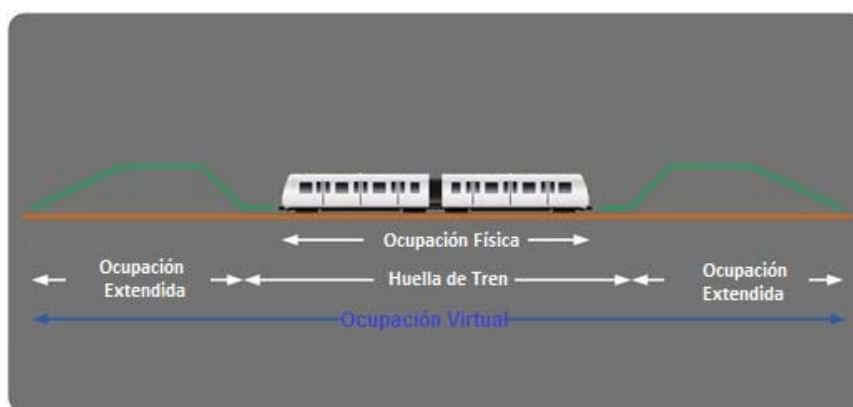 Ocupación Física
Ocupación
Extendida
Huella de Tren
Ocupación
Extendida
Ocupación Virtual